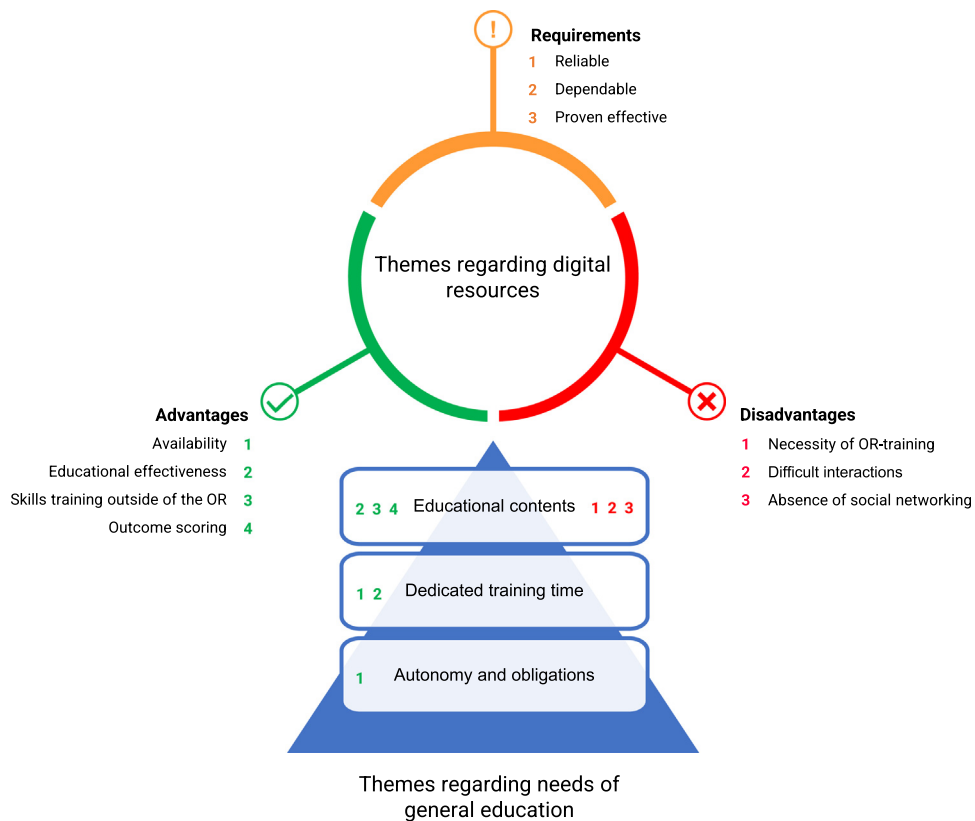 !
Requirements
1 Reliable
2 Dependable
3 Proven effective
Themes regarding digital
resources
Advantages
Availability 1
Educational effectiveness 2
Skills training outside of the OR 3
Outcome scoring 4
Disadvantages
1 Necessity of OR-training
2 Difficult interactions
3 Absence of social networking
2 3 4 Educational contents 1 2 3
1 2 Dedicated training time
1 Autonomy and obligations
Themes regarding needs of
general education